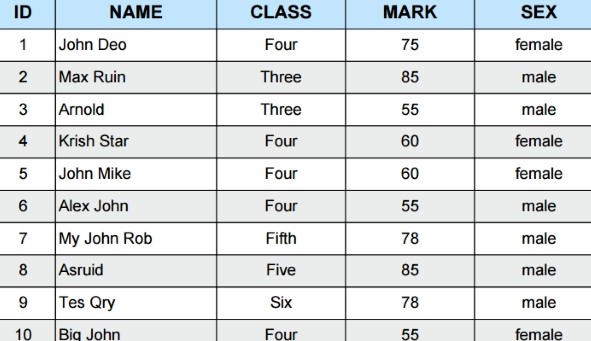 ID NAME CLASS MARK SEX
1 John Deo Four 75 female
2 Max Ruin Three 85 male
3 Arnold Three 55 male
4 Krish Star Four 60 female
5 John Mike Four 60 female
6 Alex John Four 55 male
7 My John Rob Fifth 78 male
8 Asruid Five 85 male
9 Tes Qry Six 78 male
10 Big John Four 55 female